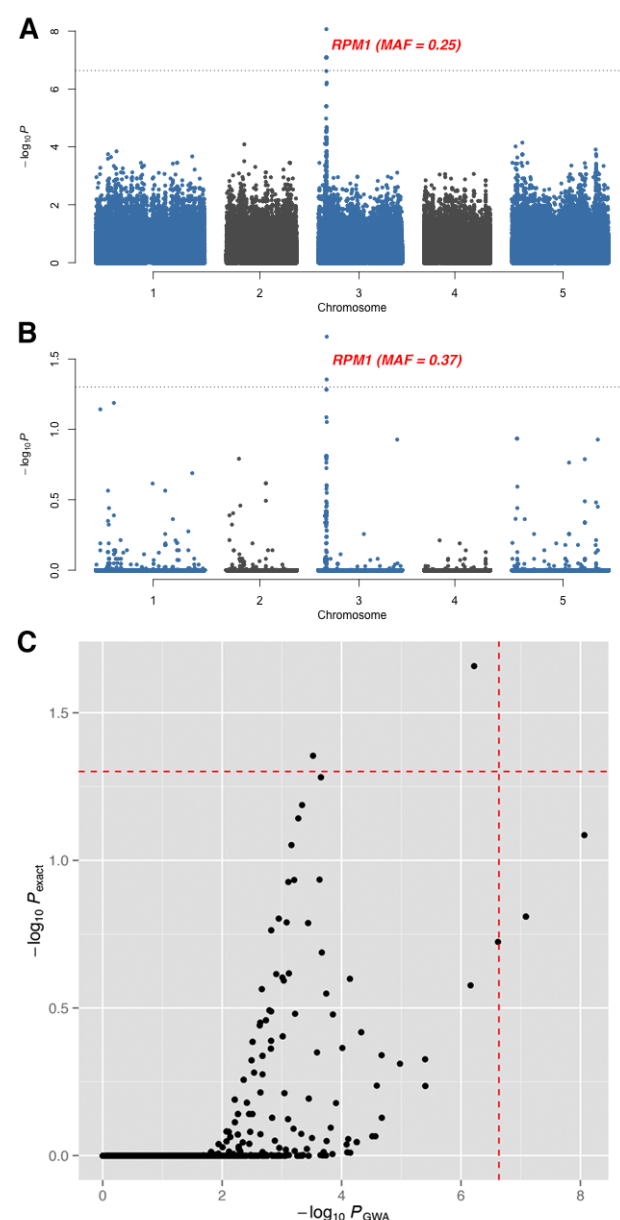 A
RPM1 (MAF = 0.25)
8
6
4
2
0
−log10 P
1 2 3 4 5
Chromosome
B
RPM1 (MAF = 0.37)
1.5
1.0
0.5
0.0
−log10 P
1 2 3 4 5
Chromosome
C
1.5
1.0
0.5
0.0
−log10 Pexact
0 2 4 6 8
−log10 PGWA